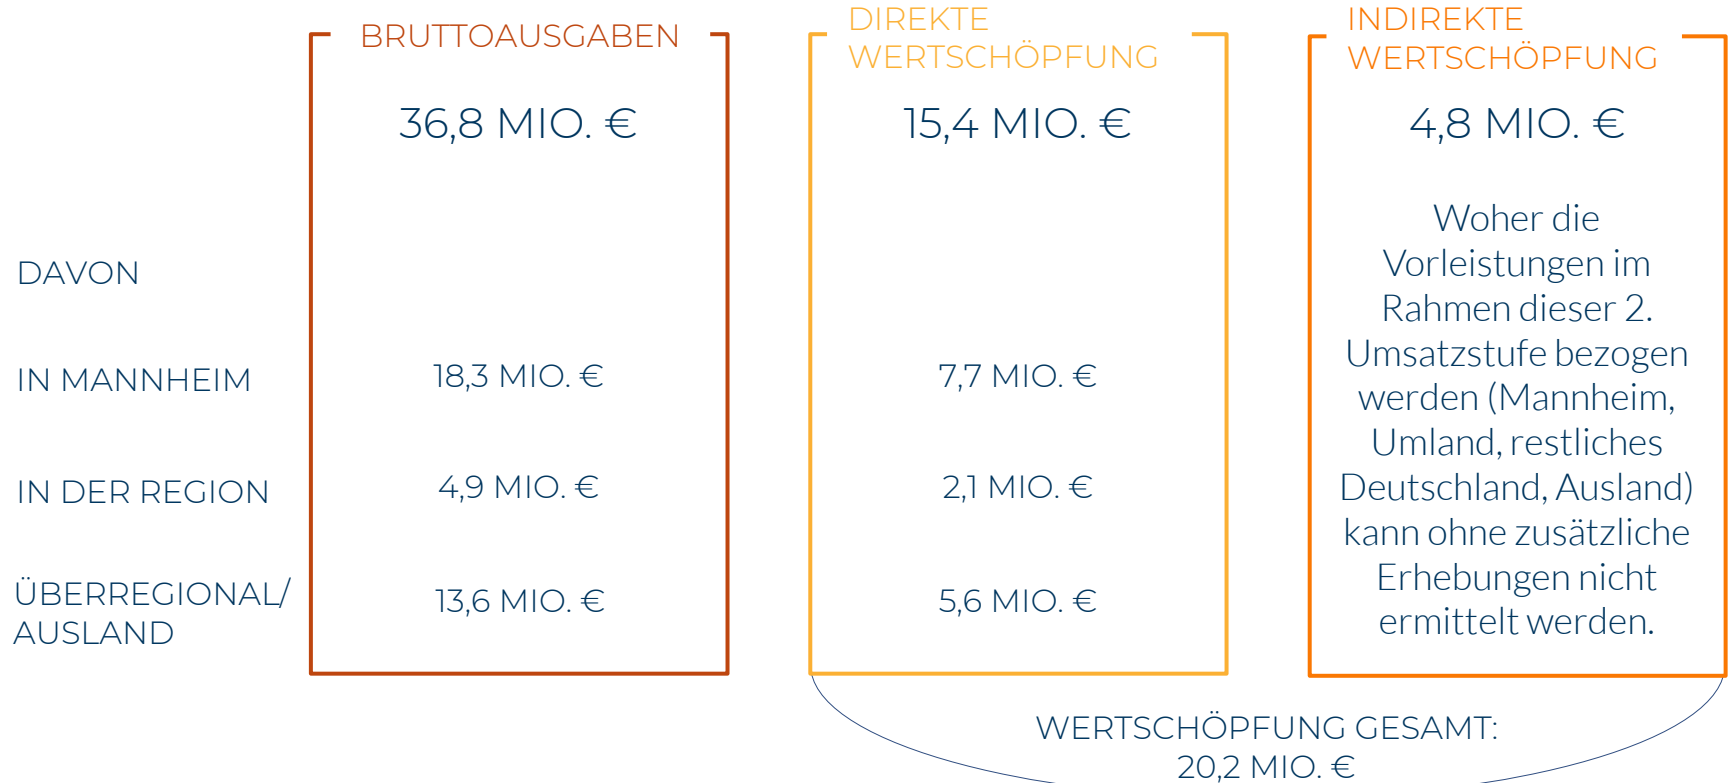 BRUTTOAUSGABEN
36,8 MIO. €
DIREKTE
WERTSCHÖPFUNG
15,4 MIO. €
INDIREKTE
WERTSCHÖPFUNG
4,8 MIO. €
DAVON
IN MANNHEIM
18,3 MIO. €
7,7 MIO. €
IN DER REGION
4,9 MIO. €
2,1 MIO. €
ÜBERREGIONAL/
AUSLAND
13,6 MIO. €
5,6 MIO. €
Woher die
Vorleistungen im
Rahmen dieser 2.
Umsatzstufe bezogen
werden (Mannheim,
Umland, restliches
Deutschland, Ausland)
kann ohne zusätzliche
Erhebungen nicht
ermittelt werden.
WERTSCHÖPFUNG GESAMT:
20,2 MIO. €